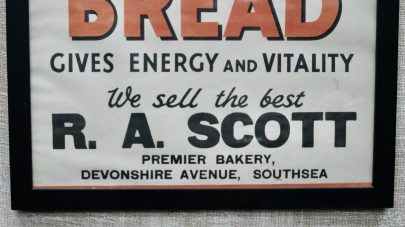 BREAD
GIVES ENERGY AND VITALITY
We sell the best
R. A. SCOTT
PREMIER BAKERY,
DEVONSHIRE AVENUE, SOUTHSEA